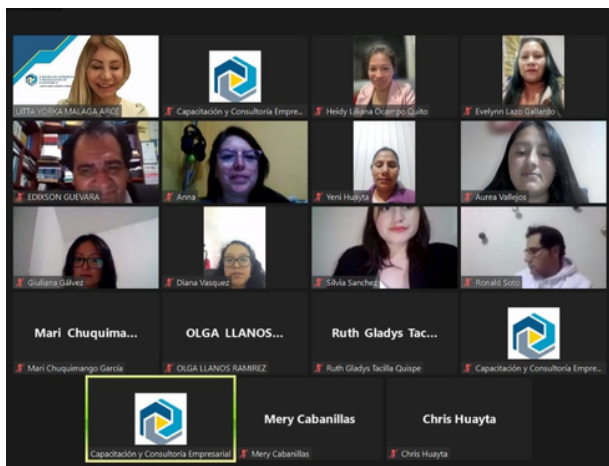 LITTA YORKA MALAGA ARCE
Capacitación y Consultoría Empre...
Heidy Liliana Ocampo Quito
Evelynn Lazo Gallardo
EDIXSON GUEVARA
Anna
Yeni Huayta
Aurea Vallejos
Giuliana Gálvez
Diana Vasquez
Silvia Sanchez
Ronald Soto
Mari Chuquima...
Mari Chuquimango García
OLGA LLANOS...
OLGA LLANOS RAMIREZ
Ruth Gladys Tac...
Ruth Gladys Tacilla Quispe
Capacitación y Consultoría Empre...
Capacitación y Consultoría Empresarial
Mery Cabanillas
Mery Cabanillas
Chris Huayta
Chris Huayta